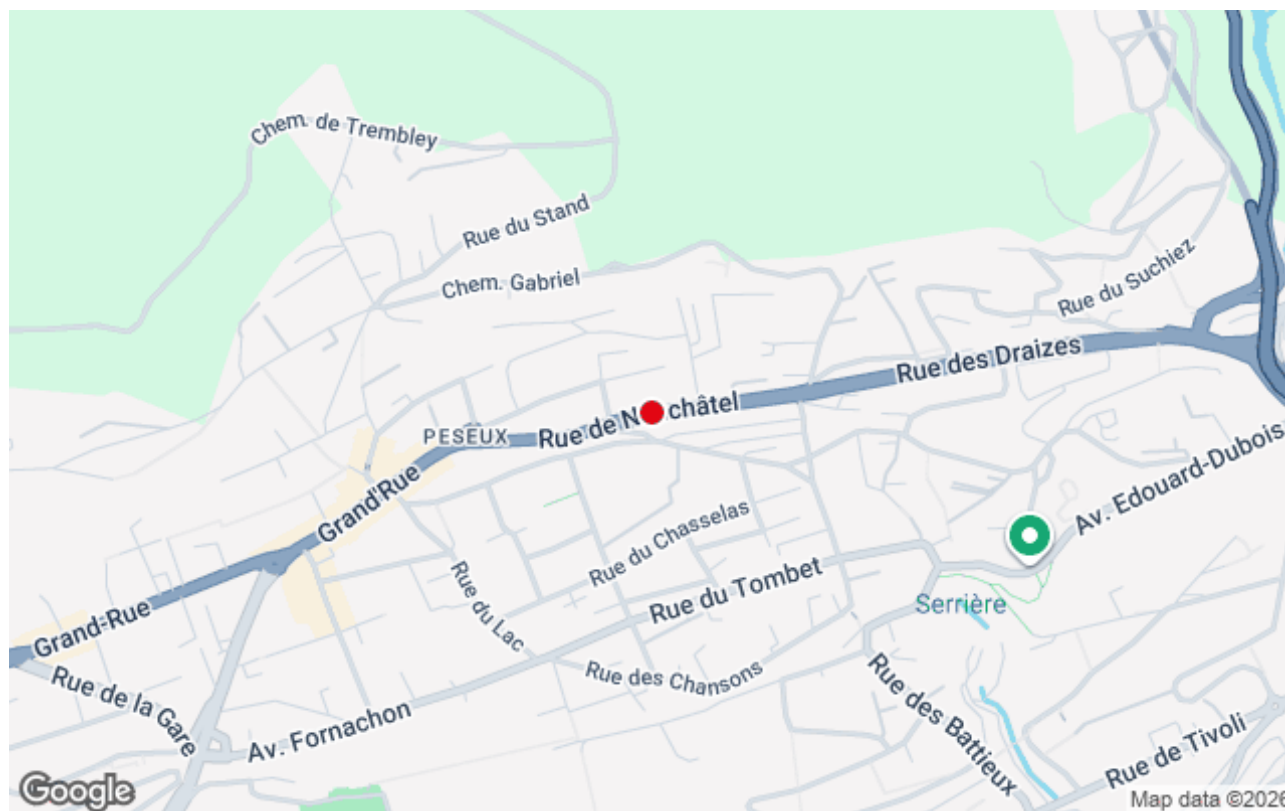 Chem. de Trembley
Rue du Stand
Chem. Gabriel
Rue du Suchiez
Rue des Draizes
Rue de N châtel
PESEUX
Grand'Rue
Av. Edouard-Dubois
Rue du Chasselas
Rue du Tombet
Rue du Lac
Serrière
Grand-Rue
Rue des Chansons
Rue de la Gare
Av. Fornachon
Rue des Battieux
Rue de Tivoli
Google
Map data ©2026